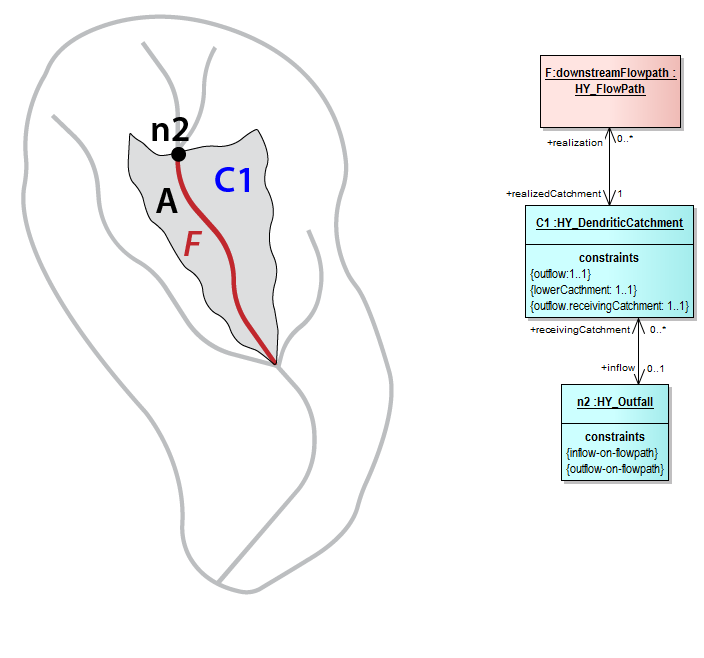 n2
C1
A
F
F:downstreamFlowpath :
HY_FlowPath
+realization
0..*
+realizedCatchment
1
C1 :HY_DendriticCatchment
constraints
{outflow:1..1}
{lowerCacthment: 1..1}
{outflow.receivingCatchment: 1..1}
+receivingCatchment
0..*
+inflow
0..1
n2 :HY_Outfall
constraints
{inflow-on-flowpath}
{outflow-on-flowpath}